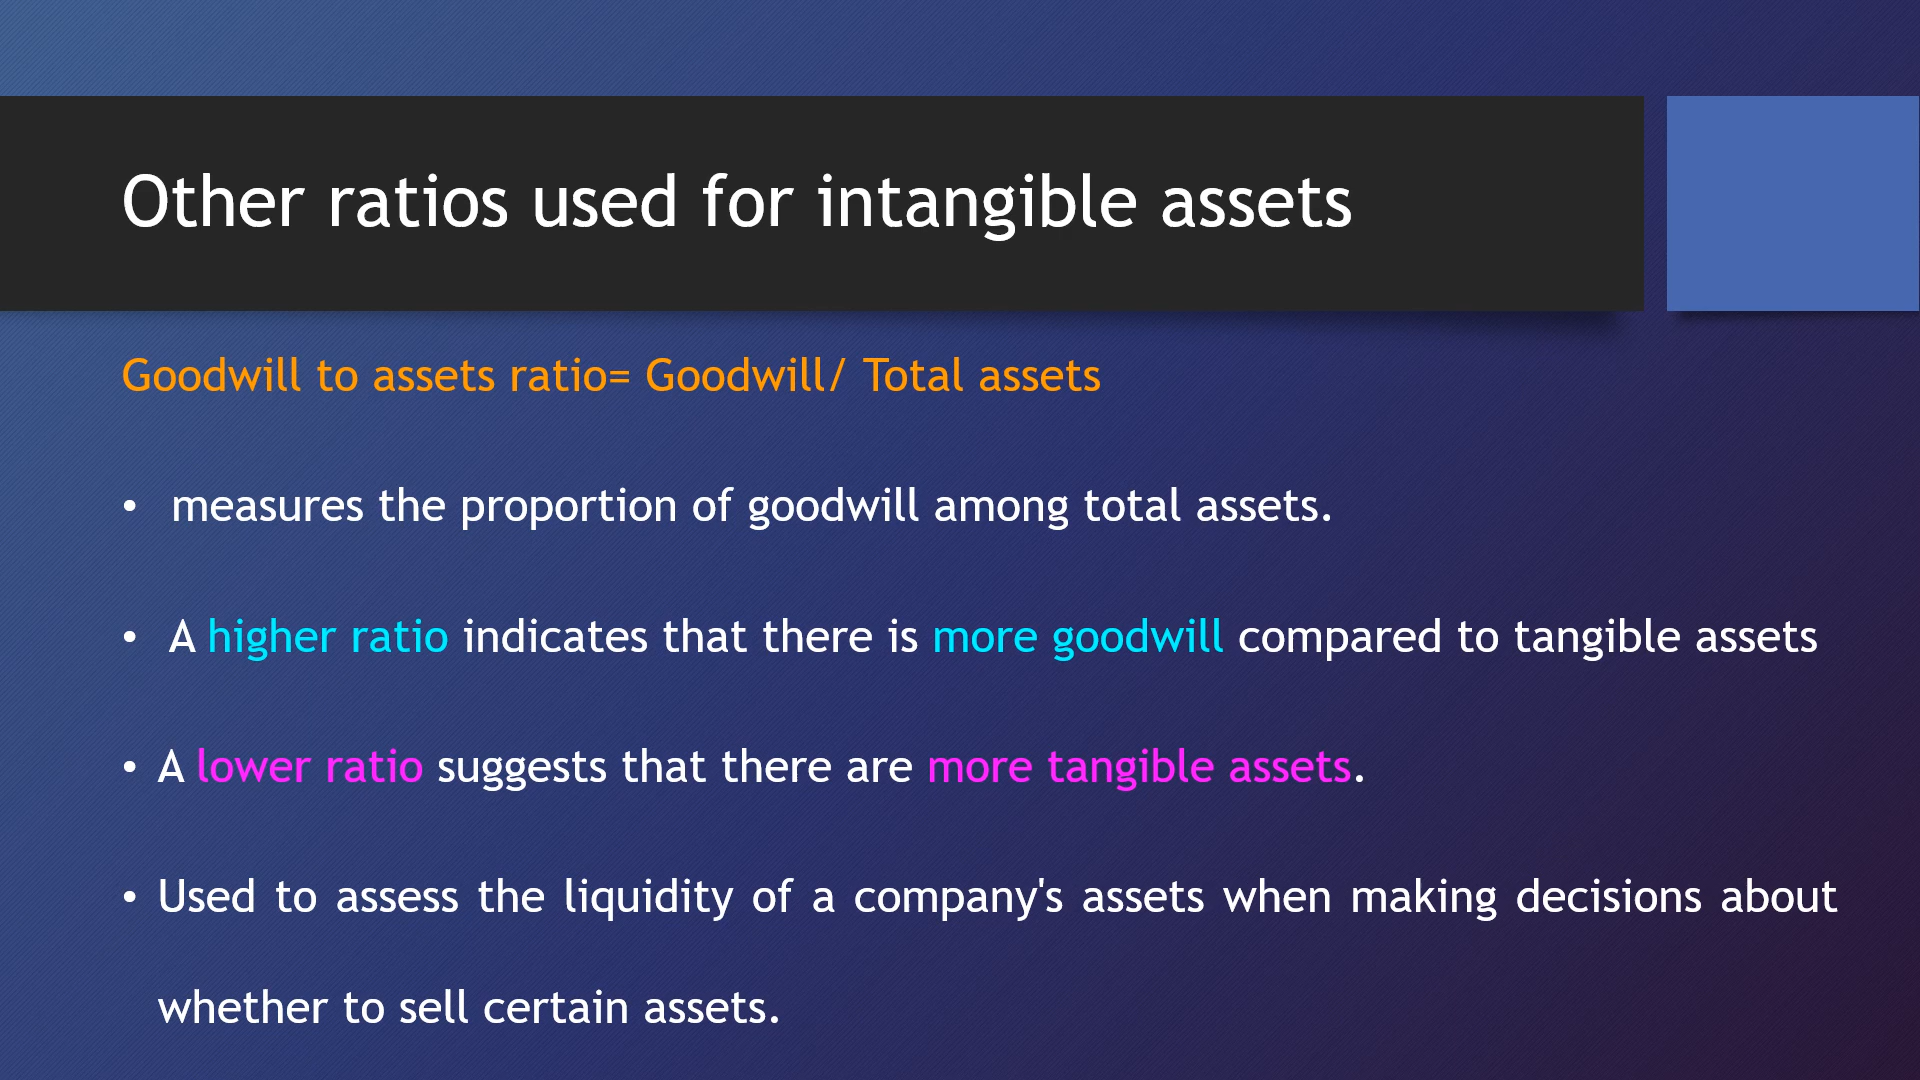 Other ratios used for intangible assets
Goodwill to assets ratio= Goodwill/ Total assets
• measures the proportion of goodwill among total assets.
• A higher ratio indicates that there is more goodwill compared to tangible assets
• A lower ratio suggests that there are more tangible assets.
• Used to assess the liquidity of a company's assets when making decisions about
whether to sell certain assets.